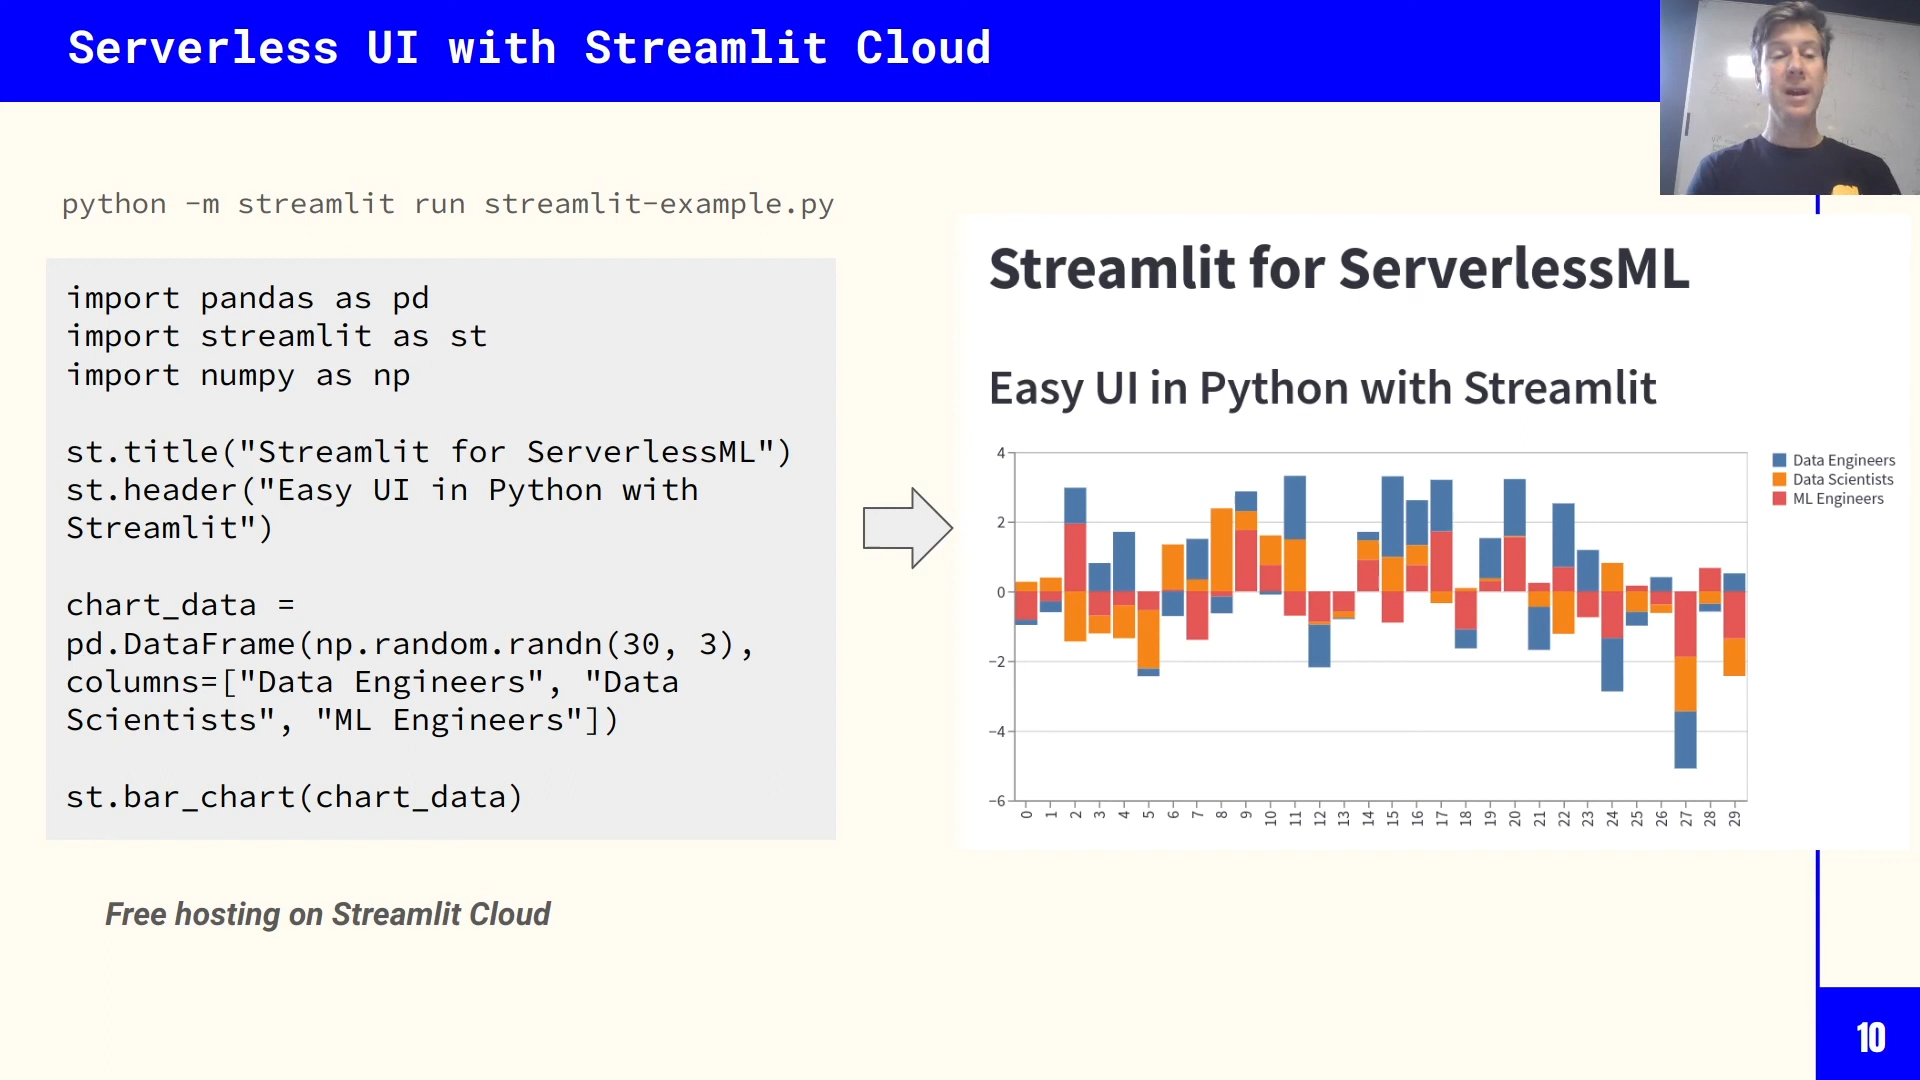 Serverless UI with Streamlit Cloud
python -m streamlit run streamlit-example.py
import pandas as pd
import streamlit as st
import numpy as np
st.title("Streamlit for ServerlessML")
st.header("Easy UI in Python with
Streamlit")
chart_data =
pd.DataFrame(np.random.randn(30, 3),
columns=["Data Engineers", "Data
Scientists", "ML Engineers"])
st.bar_chart(chart_data)
Free hosting on Streamlit Cloud
Streamlit for ServerlessML
Easy UI in Python with Streamlit
4
2
0
−2
−4
−6
0 1 2 3 4 5 6 7 8 9 10 11 12 13 14 15 16 17 18 19 20 21 22 23 24 25 26 27 28 29
Data Engineers
Data Scientists
ML Engineers
10